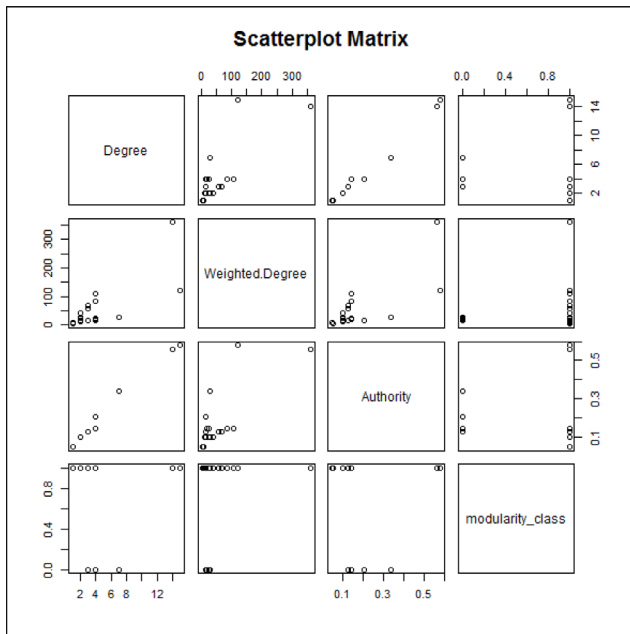 Scatterplot Matrix
0 100 300
0.0 0.4 0.8
Degree
2 6 10 14
Weighted.Degree
0 100 200 300
Authority
0.1 0.3 0.5
modularity_class
0.0 0.4 0.8
2 4 6 8 12
0.1 0.3 0.5